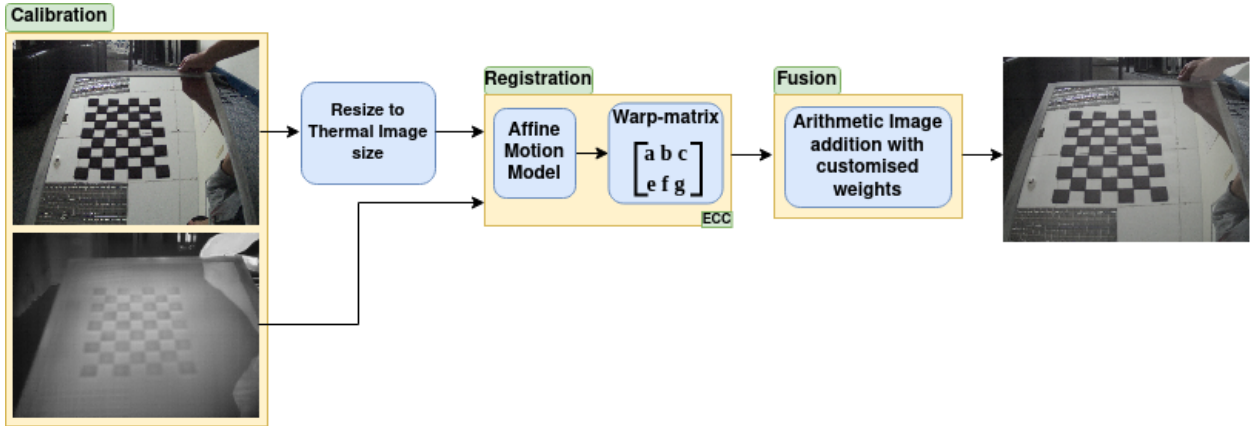 Calibration
Resize to
Thermal Image
size
Registration
Affine
Motion
Model
Warp-matrix
a b c
e f g
ECC
Fusion
Arithmetic Image
addition with
customised
weights